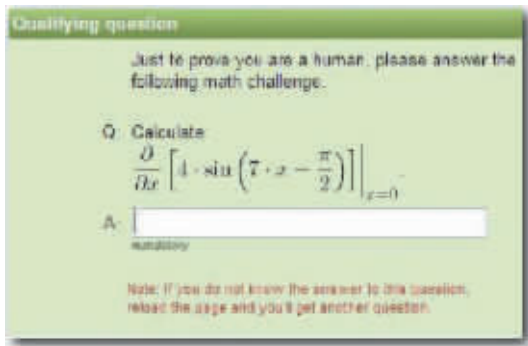 Qualifying question
Just to prove you are a human, please answer the
following math challenge.
Q: Calculate
∂/∂x [4 · sin (7 · x − π/2)]|x=0
A:
mandatory
Note: If you do not know the answer to this question,
reload the page and you'll get another question.